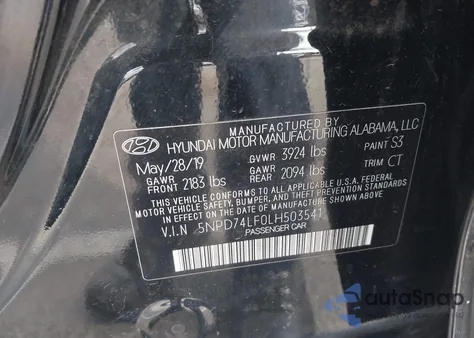 MANUFACTURED BY
HYUNDAI MOTOR MANUFACTURING ALABAMA, LLC
May/28/19 GVWR 3924 lbs PAINT S3
GAWR FRONT 2183 lbs GAWR REAR 2094 lbs TRIM CT
THIS VEHICLE CONFORMS TO ALL APPLICABLE U.S.A. FEDERAL
MOTOR VEHICLE SAFETY, BUMPER, AND THEFT PREVENTION STANDARDS
IN EFFECT ON THE DATE OF MANUFACTURE SHOWN ABOVE.
V.I.N 5NPD74LF0LH503541
PASSENGER CAR
autoSnap